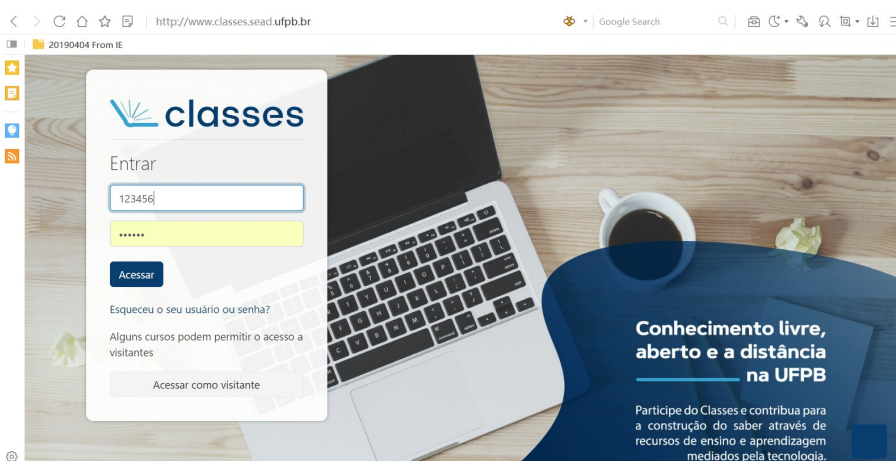 http://www.classes.sead.ufpb.br
Google Search
20190404 From IE
classes
Entrar
123456
••••••
Acessar
Esqueceu o seu usuário ou senha?
Alguns cursos podem permitir o acesso a
visitantes
Acessar como visitante
Conhecimento livre,
aberto e a distância
na UFPB
Participe do Classes e contribua para
a construção do saber através de
recursos de ensino e aprendizagem
mediados pela tecnologia.